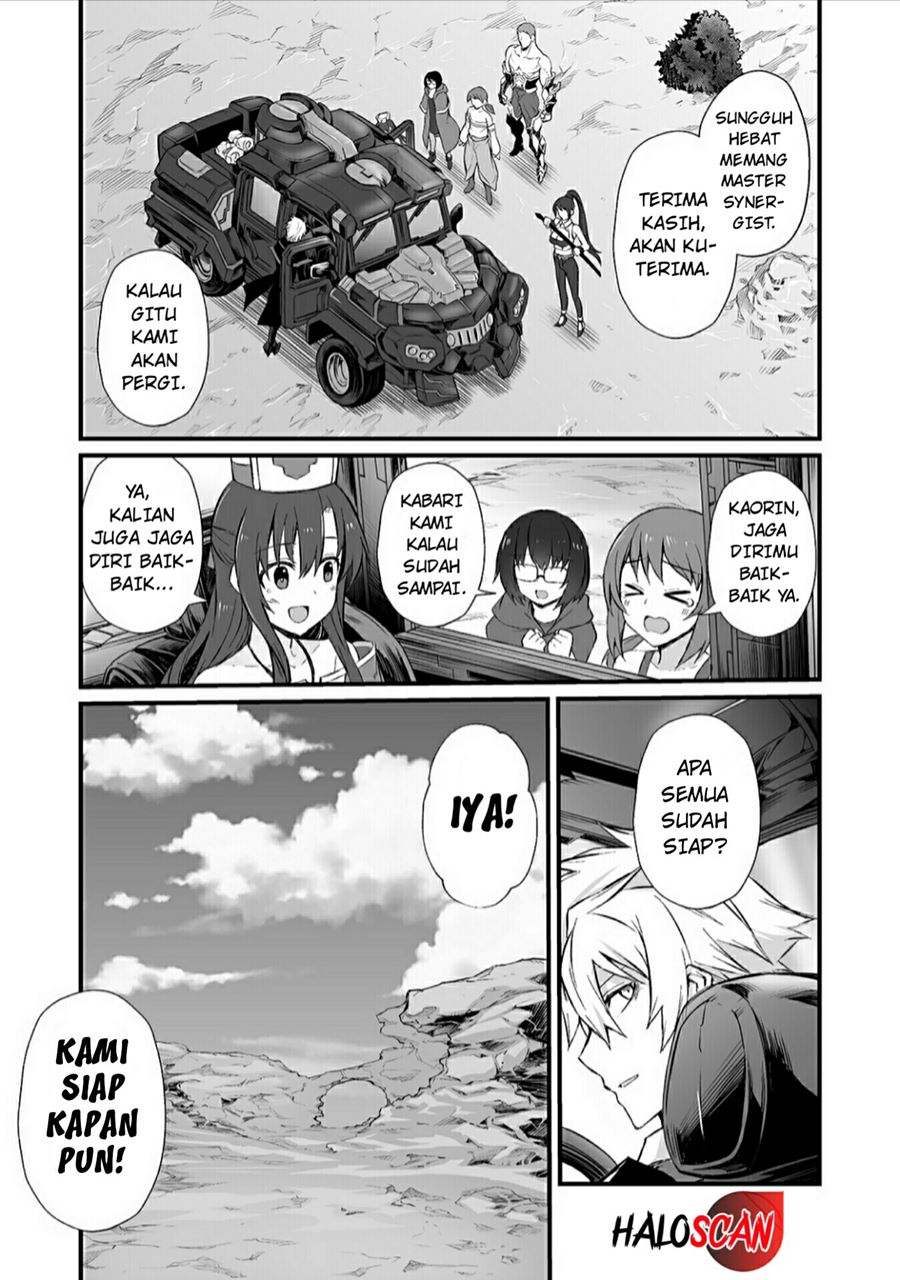 SUNGGUH
HEBAT
MEMANG
MASTER
SYNER-
GIST.
TERIMA
KASIH,
AKAN KU-
TERIMA.
KALAU
GITU
KAMI
AKAN
PERGI.
KAORIN,
JAGA
DIRIMU
BAIK-
BAIK YA.
KABARI
KAMI
KALAU
SUDAH
SAMPAI.
YA,
KALIAN
JUGA JAGA
DIRI BAIK-
BAIK...
APA
SEMUA
SUDAH
SIAP?
IYA!
KAMI
SIAP
KAPAN
PUN!
HALOSCAN